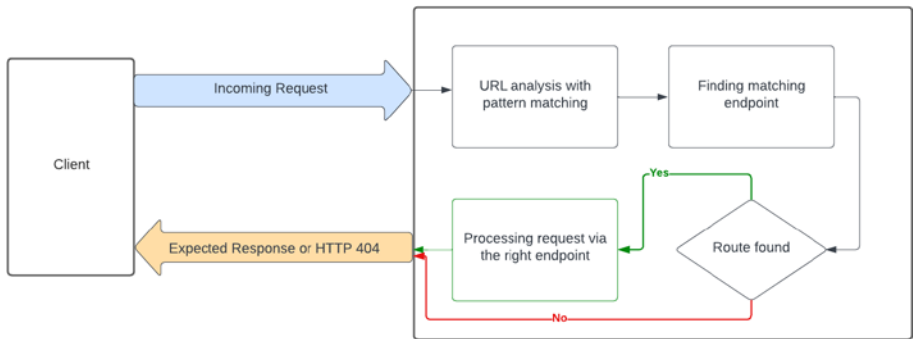 Client
Incoming Request
URL analysis with
pattern matching
Finding matching
endpoint
Yes
Route found
Processing request via
the right endpoint
Expected Response or HTTP 404
No